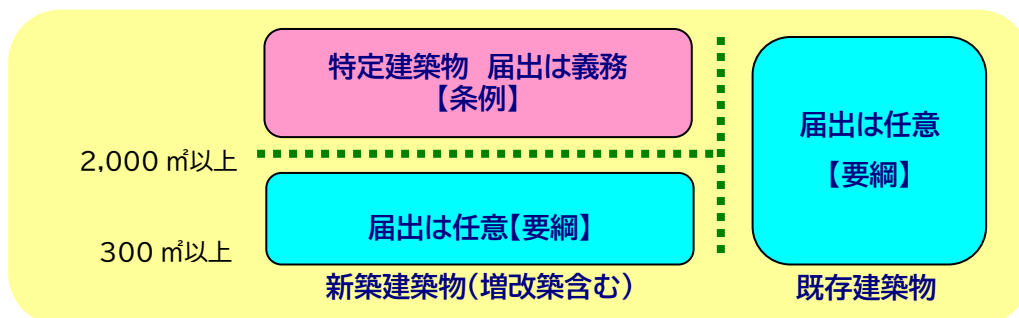 特定建築物 届出は義務
【条例】
2,000 ㎡以上
届出は任意【要綱】
300 ㎡以上
新築建築物(増改築含む)
届出は任意
【要綱】
既存建築物